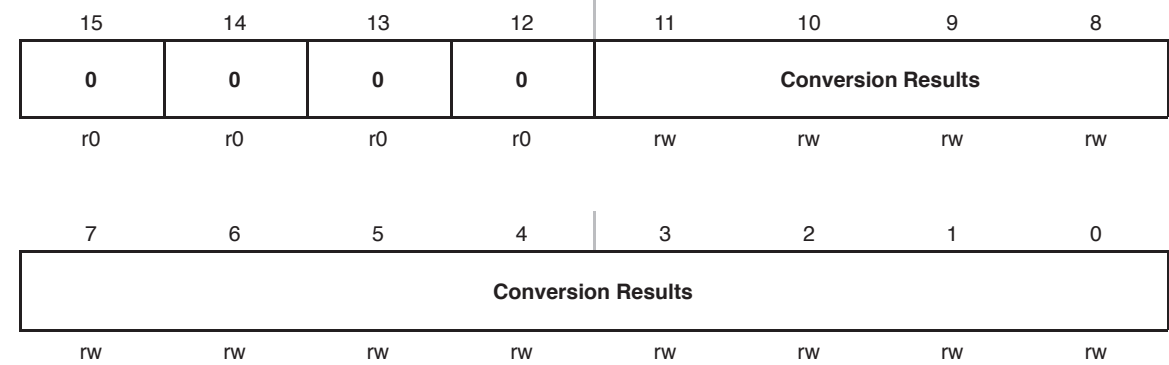 15 14 13 12 11 10 9 8
0 0 0 0 Conversion Results
r0 r0 r0 r0 rw rw rw rw
7 6 5 4 3 2 1 0
Conversion Results
rw rw rw rw rw rw rw rw